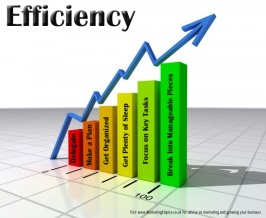 Efficiency
Delegate
Make a Plan
Get Organized
Get Plenty of Sleep
Focus on Key Tasks
Break Into Manageable Pieces
100